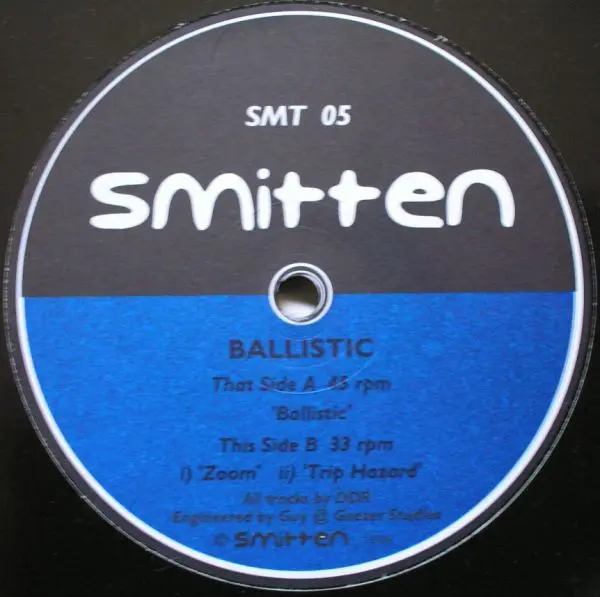 SMT 05
smitten
BALLISTIC
That Side A 45 rpm
'Ballistic'
This Side B 33 rpm
i) 'Zoom' ii) 'Trip Hazard'
All tracks by DDR
Engineered by Guy @ Geezer Studios
© smitten